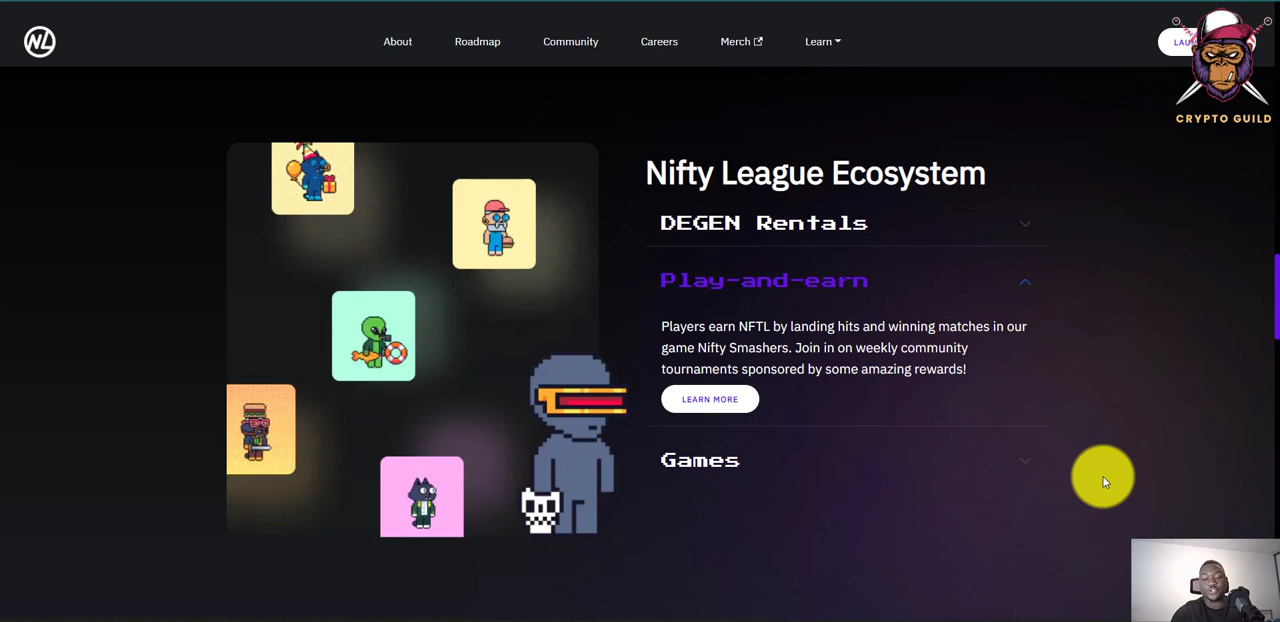 NL
About
Roadmap
Community
Careers
Merch
Learn
LAU
CRYPTO GUILD
Nifty League Ecosystem
DEGEN Rentals
Play-and-earn
Players earn NFTL by landing hits and winning matches in our
game Nifty Smashers. Join in on weekly community
tournaments sponsored by some amazing rewards!
LEARN MORE
Games